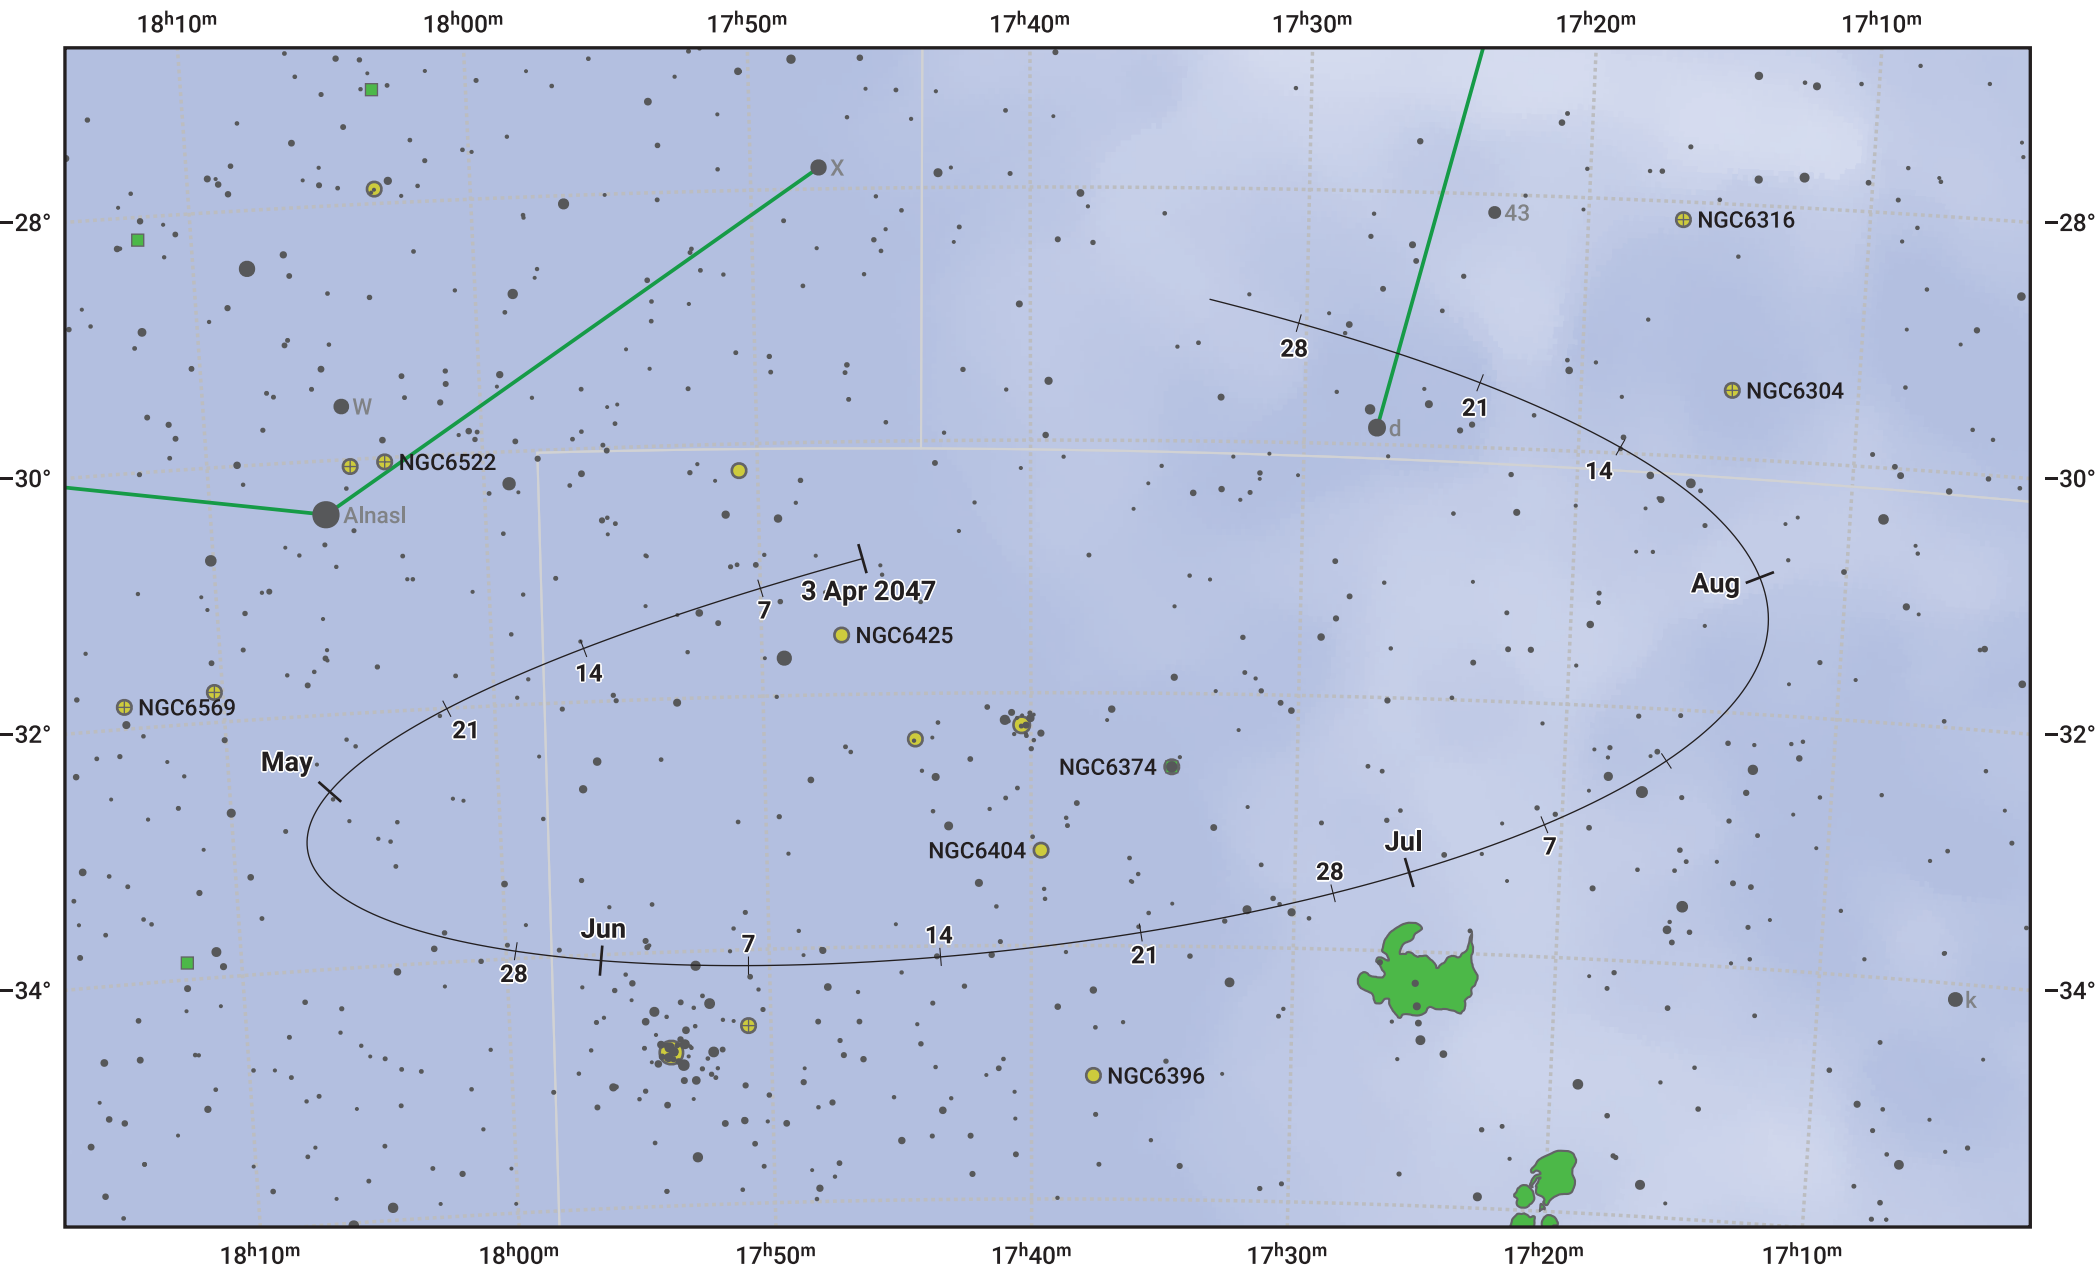 18ʰ10ᵐ 18ʰ00ᵐ 17ʰ50ᵐ 17ʰ40ᵐ 17ʰ30ᵐ 17ʰ20ᵐ 17ʰ10ᵐ
X
43
−28° NGC6316 −28°
28
NGC6304
21
W
d
NGC6522
14
−30° −30°
Alnasl
Aug
3 Apr 2047
7
NGC6425
14
NGC6569
21
−32° −32°
May
NGC6374
Jul
7
NGC6404
28
Jun
14
7
21
28
−34° −34°
k
NGC6396
18ʰ10ᵐ 18ʰ00ᵐ 17ʰ50ᵐ 17ʰ40ᵐ 17ʰ30ᵐ 17ʰ20ᵐ 17ʰ10ᵐ